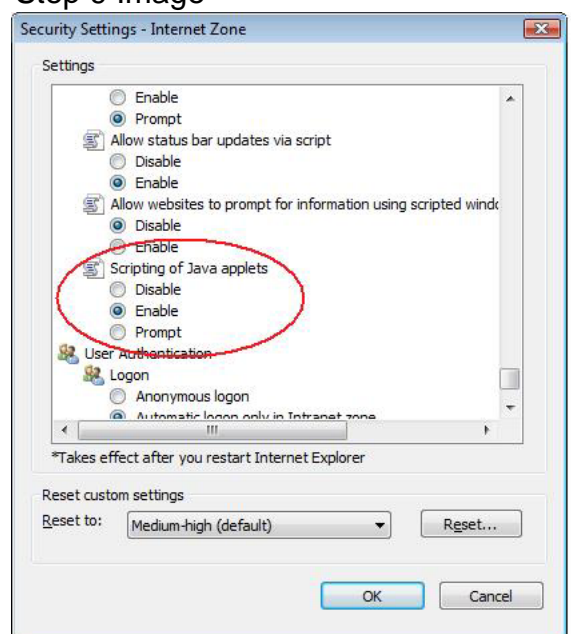 Step 6 Image
Security Settings - Internet Zone
Settings
Enable
Prompt
Allow status bar updates via script
Disable
Enable
Allow websites to prompt for information using scripted windo
Disable
Enable
Scripting of Java applets
Disable
Enable
Prompt
User Authentication
Logon
Anonymous logon
Automatic logon only in Intranet zone
*Takes effect after you restart Internet Explorer
Reset custom settings
Reset to: Medium-high (default) Reset...
OK Cancel